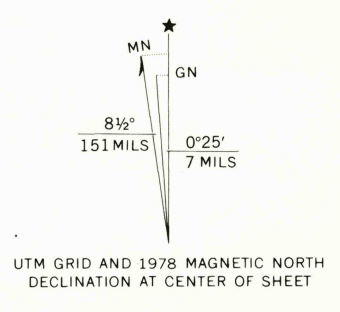 MN
GN
8½°
151 MILS
0°25′
7 MILS
UTM GRID AND 1978 MAGNETIC NORTH
DECLINATION AT CENTER OF SHEET